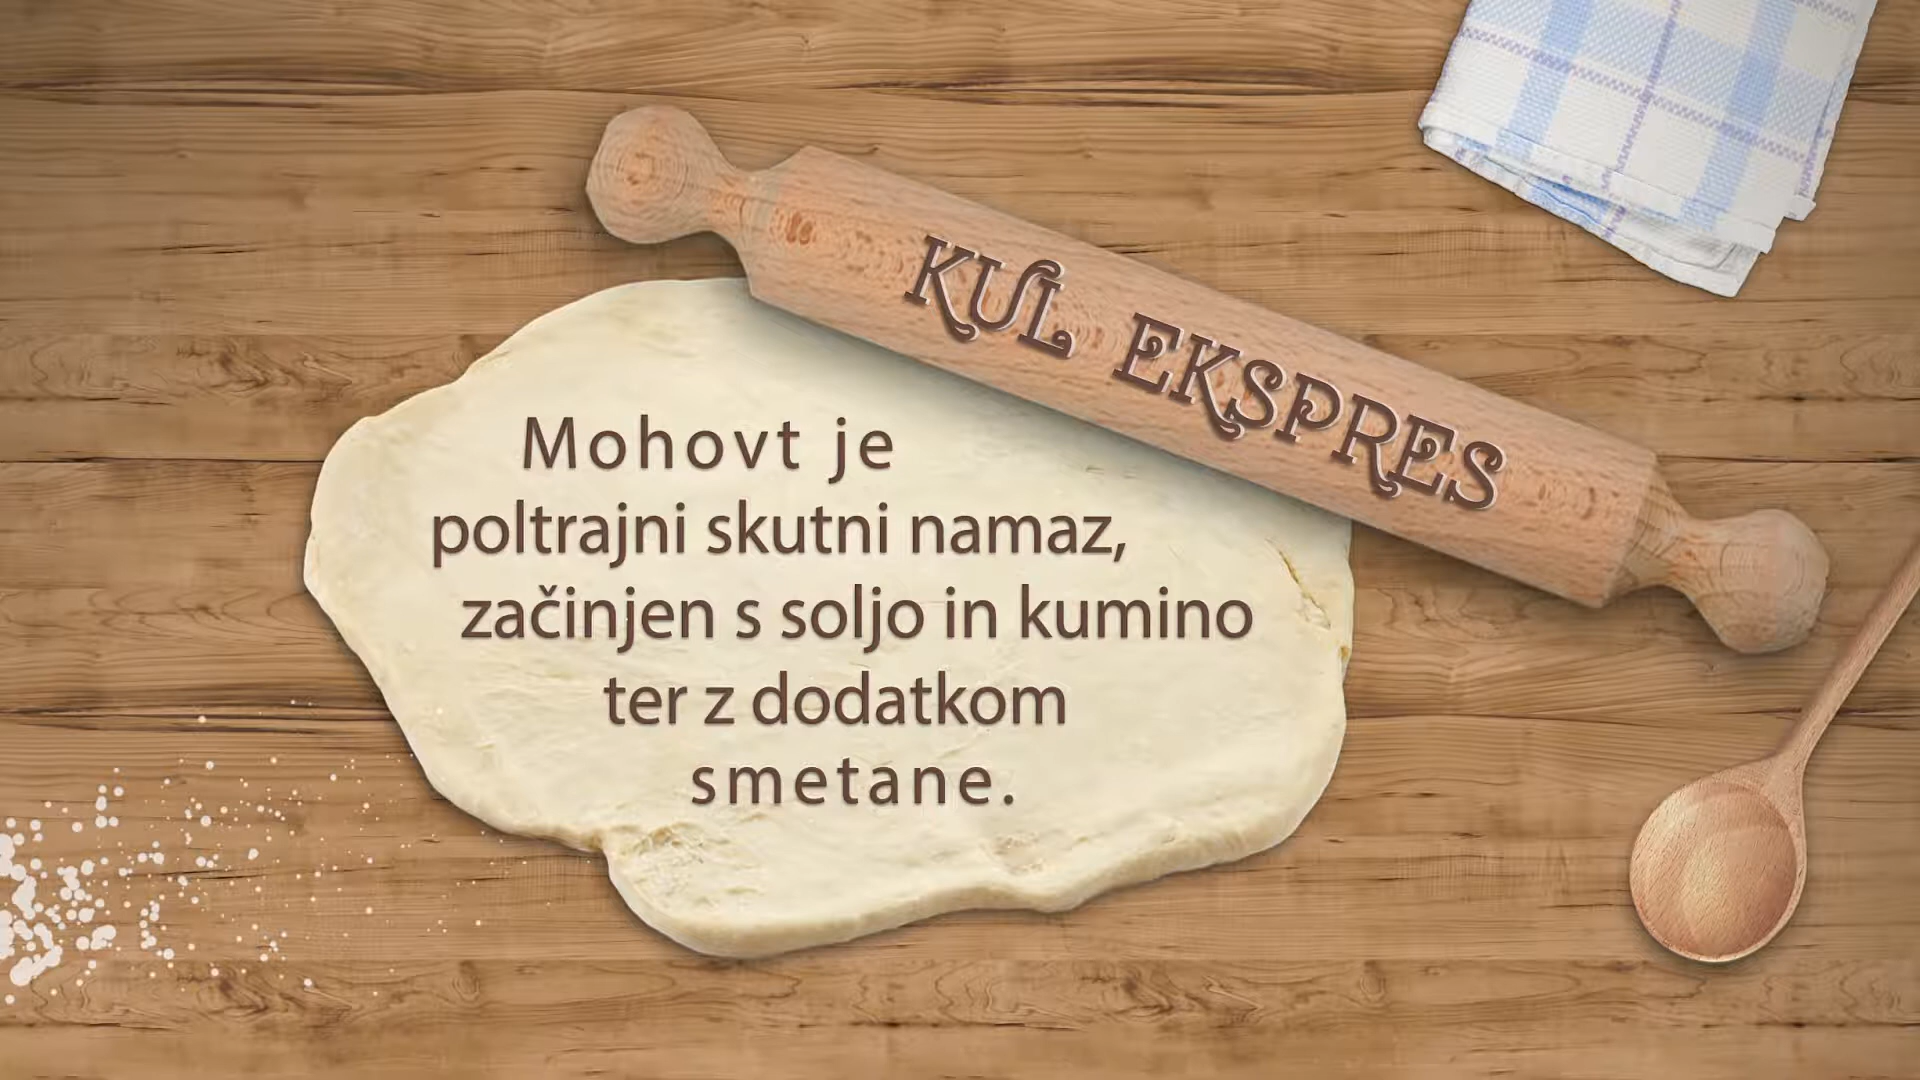 KUL EKSPRES
Mohovt je
poltrajni skutni namaz,
začinjen s soljo in kumino
ter z dodatkom
smetane.